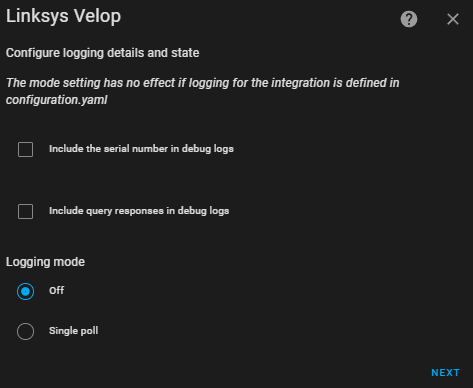 Linksys Velop
Configure logging details and state
The mode setting has no effect if logging for the integration is defined in
configuration.yaml
Include the serial number in debug logs
Include query responses in debug logs
Logging mode
Off
Single poll
NEXT